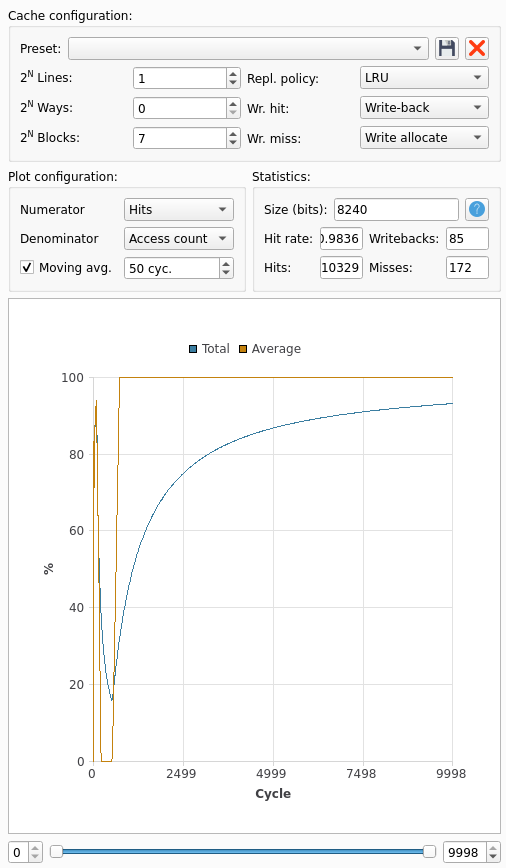 Cache configuration:
Preset:
2^N Lines: 1 Repl. policy: LRU
2^N Ways: 0 Wr. hit: Write-back
2^N Blocks: 7 Wr. miss: Write allocate
Plot configuration: Statistics:
Numerator Hits Size (bits): 8240 ?
Denominator Access count Hit rate: 0.9836 Writebacks: 85
Moving avg. 50 cyc. Hits: 10329 Misses: 172
Total Average
100
80
60
40
20
0
%
0 2499 4999 7498 9998
Cycle
0 9998